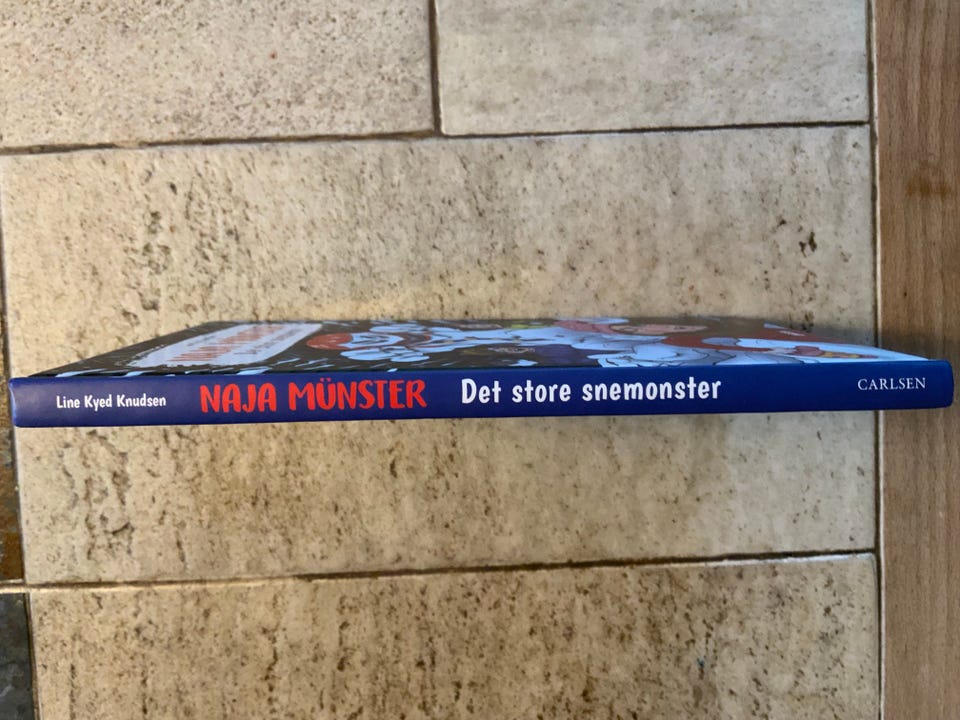 Line Kyed Knudsen NAJA MÜNSTER Det store snemonster CARLSEN